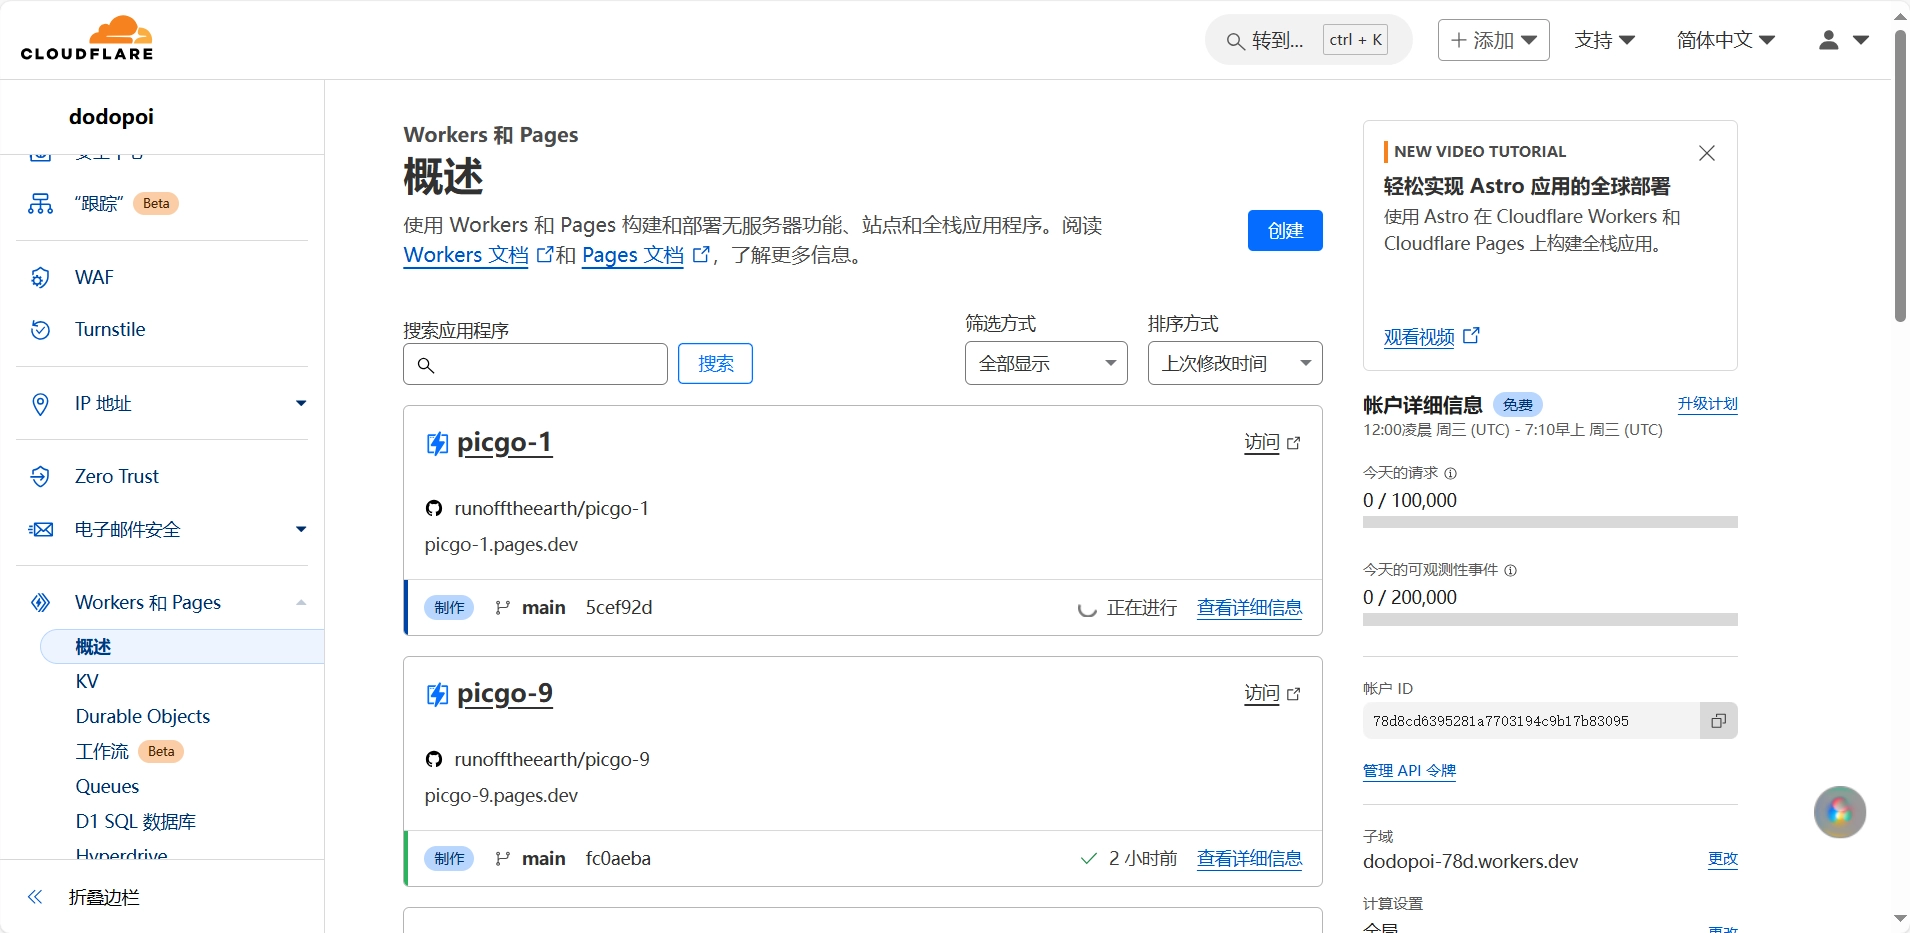 CLOUDFLARE
转到... ctrl + K
添加
支持
简体中文
dodopoi
安全中心
“跟踪” Beta
WAF
Turnstile
IP 地址
Zero Trust
电子邮件安全
Workers 和 Pages
概述
KV
Durable Objects
工作流 Beta
Queues
D1 SQL 数据库
Hyperdrive
折叠边栏
Workers 和 Pages
概述
使用 Workers 和 Pages 构建和部署无服务器功能、站点和全栈应用程序。阅读
Workers 文档 和 Pages 文档 ，了解更多信息。
创建
搜索应用程序
搜索
筛选方式
全部显示
排序方式
上次修改时间
picgo-1
访问
runofftheearth/picgo-1
picgo-1.pages.dev
制作 main 5cef92d 正在进行 查看详细信息
picgo-9
访问
runofftheearth/picgo-9
picgo-9.pages.dev
制作 main fc0aeba 2 小时前 查看详细信息
NEW VIDEO TUTORIAL
轻松实现 Astro 应用的全球部署
使用 Astro 在 Cloudflare Workers 和
Cloudflare Pages 上构建全栈应用。
观看视频
帐户详细信息 免费 升级计划
12:00凌晨 周三 (UTC) - 7:10早上 周三 (UTC)
今天的请求
0 / 100,000
今天的可观测性事件
0 / 200,000
帐户 ID
78d8cd6395281a7703194c9b17b83095
管理 API 令牌
子域
dodopoi-78d.workers.dev 更改
计算设置
全局 更改